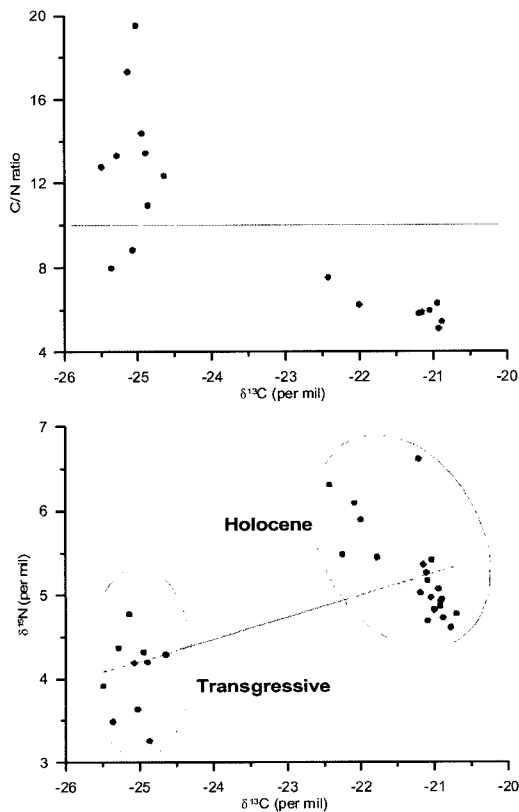 20
16
12
8
4
C/N ratio
-26 -25 -24 -23 -22 -21 -20
δ¹³C (per mil)
7
6
5
4
3
δ¹⁵N (per mil)
Holocene
Transgressive
-26 -25 -24 -23 -22 -21 -20
δ¹³C (per mil)